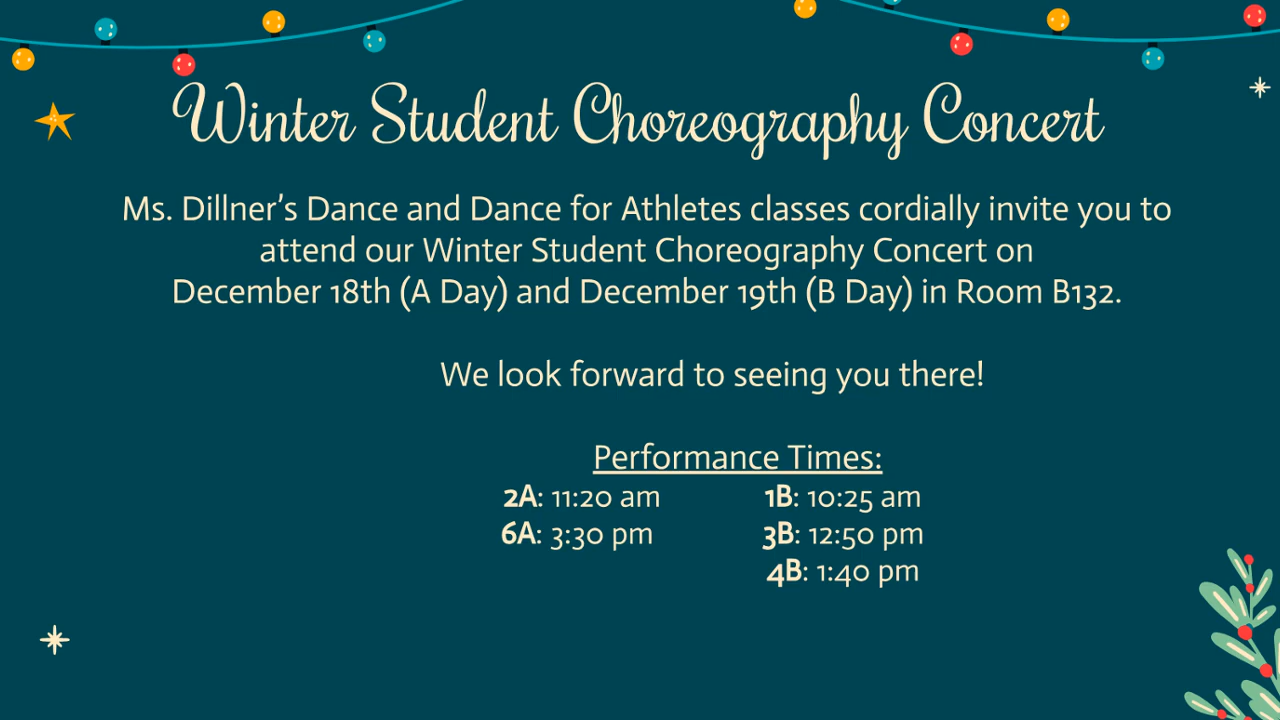 Winter Student Choreography Concert
Ms. Dillner’s Dance and Dance for Athletes classes cordially invite you to
attend our Winter Student Choreography Concert on
December 18th (A Day) and December 19th (B Day) in Room B132.
We look forward to seeing you there!
Performance Times:
2A: 11:20 am 1B: 10:25 am
6A: 3:30 pm 3B: 12:50 pm
4B: 1:40 pm